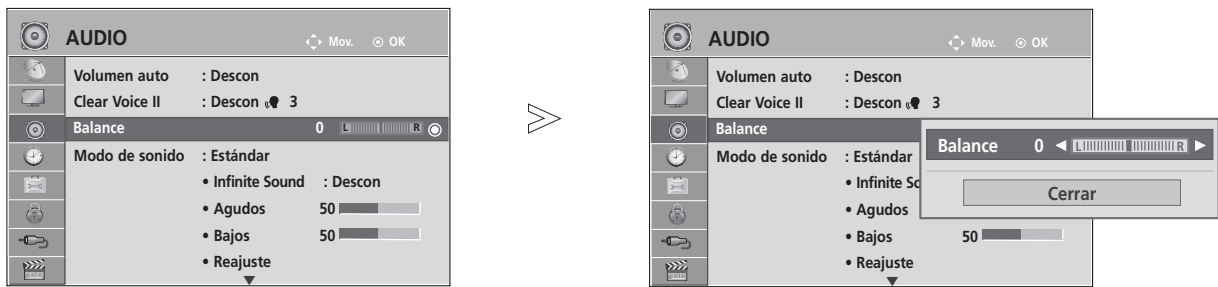 AUDIO
Mov. OK
Volumen auto : Descon
Clear Voice II : Descon 3
Balance 0 L R
Modo de sonido : Estándar
• Infinite Sound : Descon
• Agudos 50
• Bajos 50
• Reajuste
AUDIO
Mov. OK
Volumen auto : Descon
Clear Voice II : Descon 3
Balance
Modo de sonido : Estándar
• Infinite So
• Agudos
• Bajos 50
• Reajuste
Balance 0 L R
Cerrar